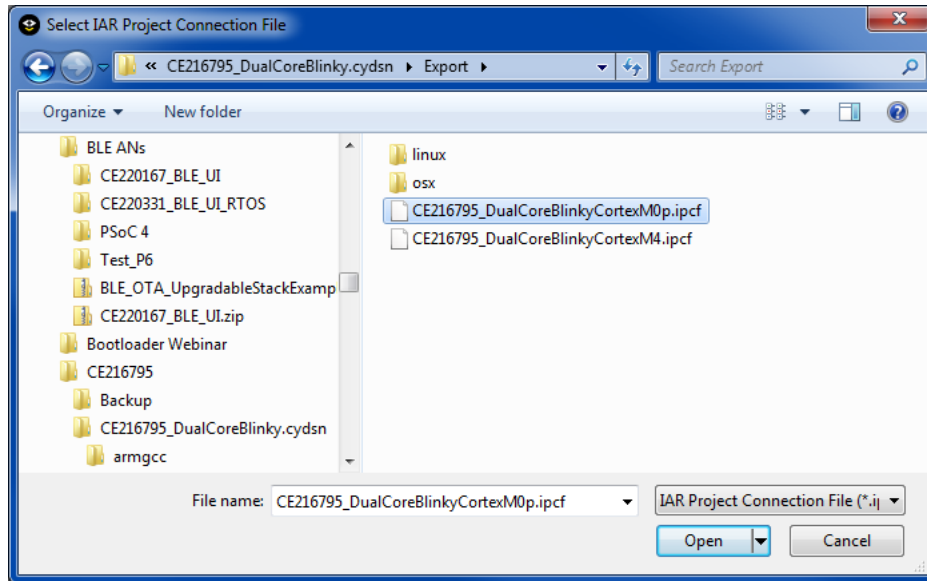 Select IAR Project Connection File
« CE216795_DualCoreBlinky.cydsn ▸ Export ▸
Search Export
Organize
New folder
BLE ANs
CE220167_BLE_UI
CE220331_BLE_UI_RTOS
PSoC 4
Test_P6
BLE_OTA_UpgradableStackExamp
CE220167_BLE_UI.zip
Bootloader Webinar
CE216795
Backup
CE216795_DualCoreBlinky.cydsn
armgcc
linux
osx
CE216795_DualCoreBlinkyCortexM0p.ipcf
CE216795_DualCoreBlinkyCortexM4.ipcf
File name: CE216795_DualCoreBlinkyCortexM0p.ipcf
IAR Project Connection File (*.ip
Open
Cancel